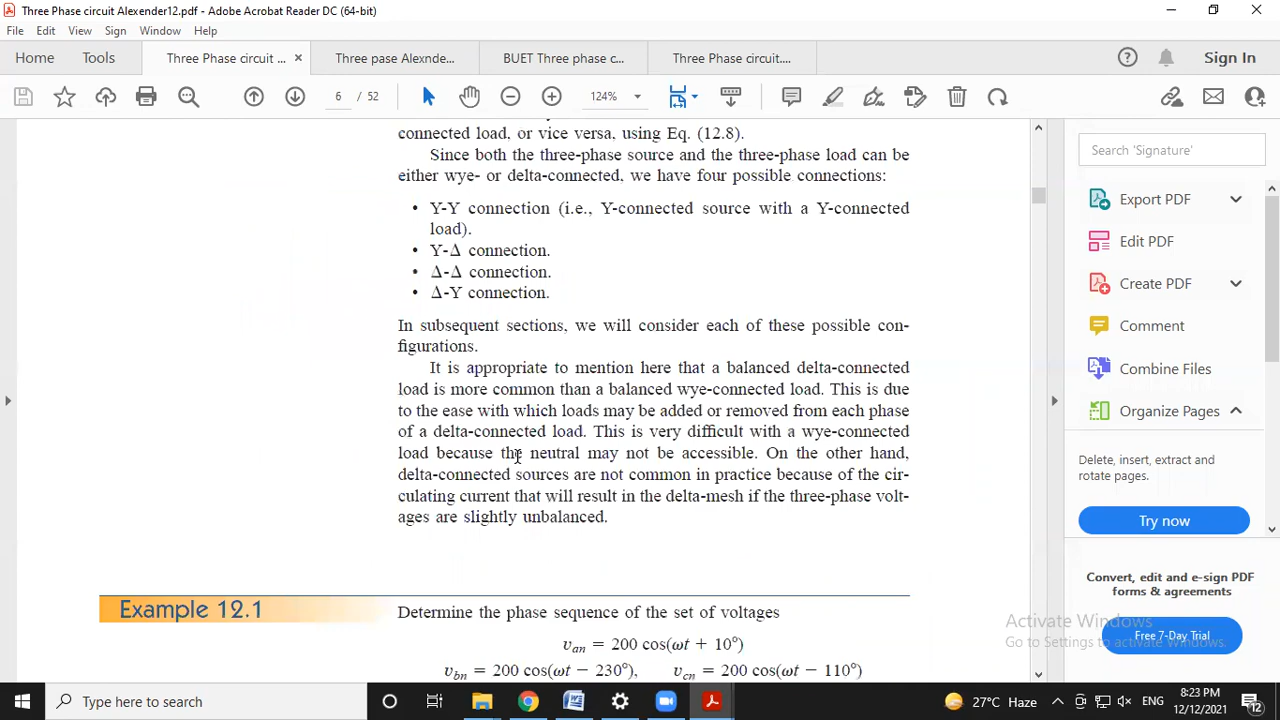 Three Phase circuit Alexender12.pdf - Adobe Acrobat Reader DC (64-bit)
File Edit View Sign Window Help
Home Tools Three Phase circuit ... × Three pase Alexnde... BUET Three phase c... Three Phase circuit.... Sign In
6 / 52 124%
connected load, or vice versa, using Eq. (12.8).
Since both the three-phase source and the three-phase load can be
either wye- or delta-connected, we have four possible connections:
• Y-Y connection (i.e., Y-connected source with a Y-connected
load).
• Y-Δ connection.
• Δ-Δ connection.
• Δ-Y connection.
In subsequent sections, we will consider each of these possible con-
figurations.
It is appropriate to mention here that a balanced delta-connected
load is more common than a balanced wye-connected load. This is due
to the ease with which loads may be added or removed from each phase
of a delta-connected load. This is very difficult with a wye-connected
load because the neutral may not be accessible. On the other hand,
delta-connected sources are not common in practice because of the cir-
culating current that will result in the delta-mesh if the three-phase volt-
ages are slightly unbalanced.
Example 12.1
Determine the phase sequence of the set of voltages
van = 200 cos(ωt + 10°)
vbn = 200 cos(ωt − 230°), vcn = 200 cos(ωt − 110°)
Search 'Signature'
Export PDF
Edit PDF
Create PDF
Comment
Combine Files
Organize Pages
Delete, insert, extract and
rotate pages.
Try now
Convert, edit and e-sign PDF
forms & agreements
Free 7-Day Trial
Activate Windows
Go to Settings to activate Windows.
Type here to search
27°C Haze
ENG
8:23 PM
12/12/2021
12